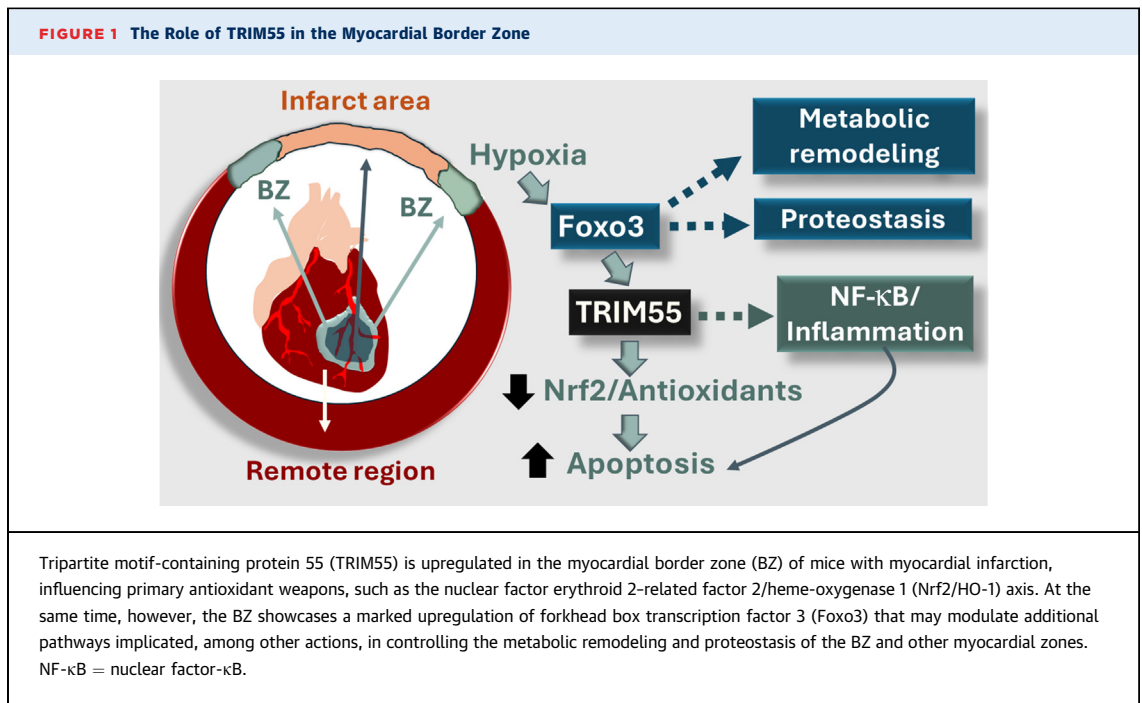 FIGURE 1 The Role of TRIM55 in the Myocardial Border Zone
Infarct area
BZ
BZ
Remote region
Hypoxia
Foxo3
Metabolic
remodeling
Proteostasis
TRIM55
NF-κB/
Inflammation
Nrf2/Antioxidants
Apoptosis
Tripartite motif-containing protein 55 (TRIM55) is upregulated in the myocardial border zone (BZ) of mice with myocardial infarction,
influencing primary antioxidant weapons, such as the nuclear factor erythroid 2–related factor 2/heme-oxygenase 1 (Nrf2/HO-1) axis. At the
same time, however, the BZ showcases a marked upregulation of forkhead box transcription factor 3 (Foxo3) that may modulate additional
pathways implicated, among other actions, in controlling the metabolic remodeling and proteostasis of the BZ and other myocardial zones.
NF-κB = nuclear factor-κB.